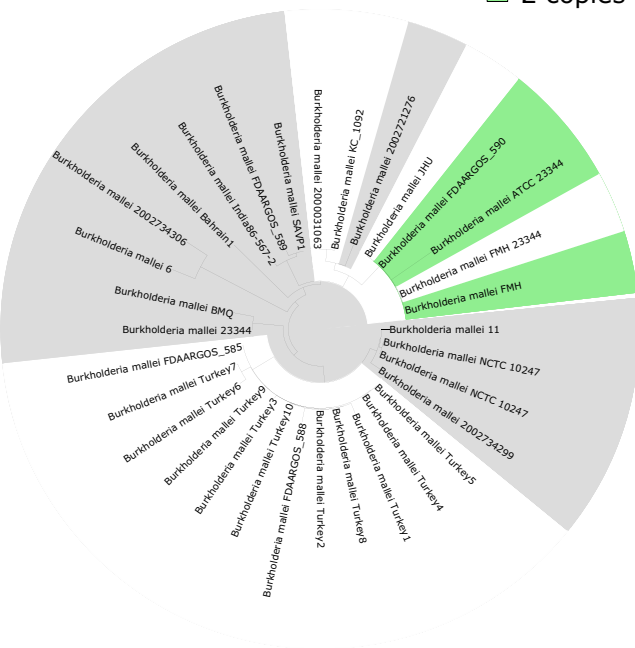 2 copies
Burkholderia mallei 2000031063
Burkholderia mallei KC_1092
Burkholderia mallei 2002721276
Burkholderia mallei JHU
Burkholderia mallei FDAARGOS_590
Burkholderia mallei ATCC 23344
Burkholderia mallei FMH 23344
Burkholderia mallei FMH
Burkholderia mallei 11
Burkholderia mallei NCTC 10247
Burkholderia mallei NCTC 10247
Burkholderia mallei 2002734299
Burkholderia mallei Turkey5
Burkholderia mallei Turkey4
Burkholderia mallei Turkey1
Burkholderia mallei Turkey8
Burkholderia mallei Turkey2
Burkholderia mallei FDAARGOS_588
Burkholderia mallei Turkey10
Burkholderia mallei Turkey3
Burkholderia mallei Turkey9
Burkholderia mallei Turkey6
Burkholderia mallei Turkey7
Burkholderia mallei FDAARGOS_585
Burkholderia mallei 23344
Burkholderia mallei BMQ
Burkholderia mallei 6
Burkholderia mallei 2002734306
Burkholderia mallei Bahrain1
Burkholderia mallei India86-567-2
Burkholderia mallei FDAARGOS_589
Burkholderia mallei SAVP1